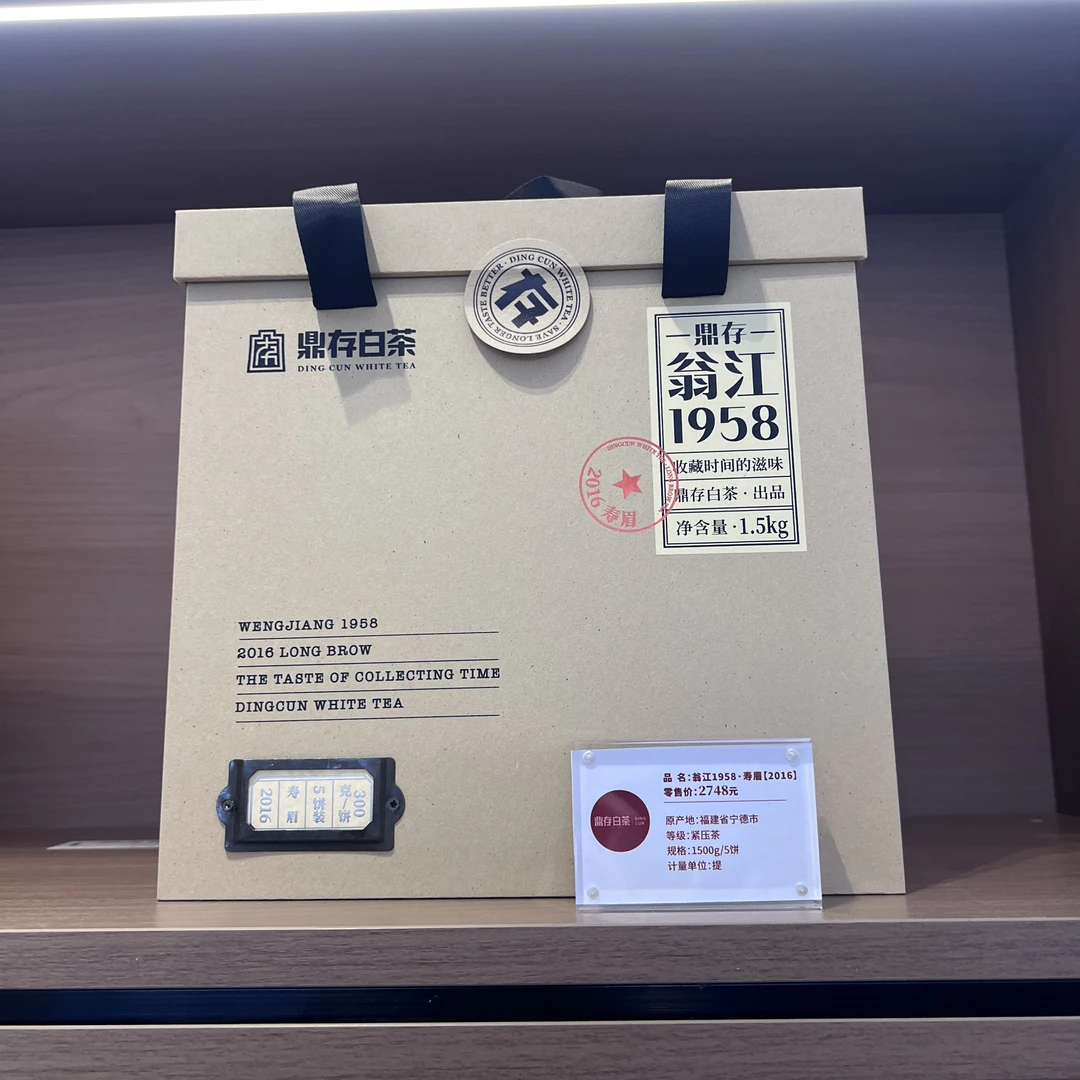 DING CUN WHITE TEA · SAVE LONGER TASTE BETTER ·
存
鼎存白茶
DING CUN WHITE TEA
鼎存
翁江
1958
收藏时间的滋味
鼎存白茶·出品
净含量·1.5kg
2016 寿眉
WENGJIANG 1958
2016 LONG BROW
THE TASTE OF COLLECTING TIME
DINGCUN WHITE TEA
300
克/饼
5饼装
寿眉
2016
品 名:翁江1958·寿眉【2016】
零售价:2748元
鼎存白茶
DING
CUN
原产地:福建省宁德市
等级:紧压茶
规格:1500g/5饼
计量单位:提